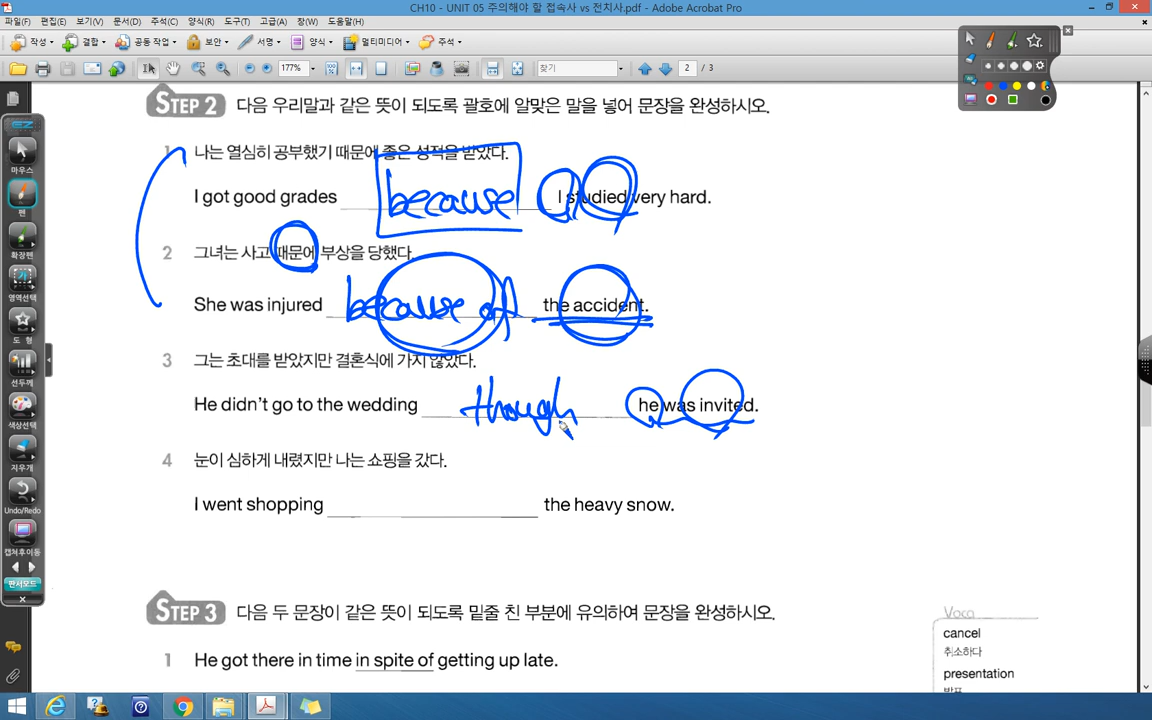 CH10 - UNIT 05 주의해야 할 접속사 vs 전치사.pdf - Adobe Acrobat Pro
파일(F) 편집(E) 보기(V) 문서(D) 주석(C) 양식(R) 도구(T) 고급(A) 창(W) 도움말(H)
작성 결합 공동 작업 보안 서명 양식 멀티미디어 주석
177% 찾기 2 / 3
STEP 2 다음 우리말과 같은 뜻이 되도록 괄호에 알맞은 말을 넣어 문장을 완성하시오.
1 나는 열심히 공부했기 때문에 좋은 성적을 받았다.
I got good grades because I studied very hard.
2 그녀는 사고 때문에 부상을 당했다.
She was injured because of the accident.
3 그는 초대를 받았지만 결혼식에 가지 않았다.
He didn't go to the wedding though he was invited.
4 눈이 심하게 내렸지만 나는 쇼핑을 갔다.
I went shopping the heavy snow.
STEP 3 다음 두 문장이 같은 뜻이 되도록 밑줄 친 부분에 유의하여 문장을 완성하시오.
1 He got there in time in spite of getting up late.
Voca
cancel
취소하다
presentation
발표
EZ
마우스
펜
확장펜
영역선택
도 형
선두께
색상선택
지우개
Undo/Redo
캡쳐후이동
판서모드